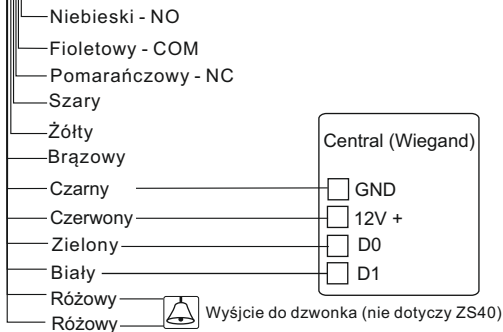 Niebieski - NO
Fioletowy - COM
Pomarańczowy - NC
Szary
Żółty
Brązowy
Central (Wiegand)
Czarny GND
Czerwony 12V +
Zielony D0
Biały D1
Różowy
Różowy
Wyśjcie do dzwonka (nie dotyczy ZS40)